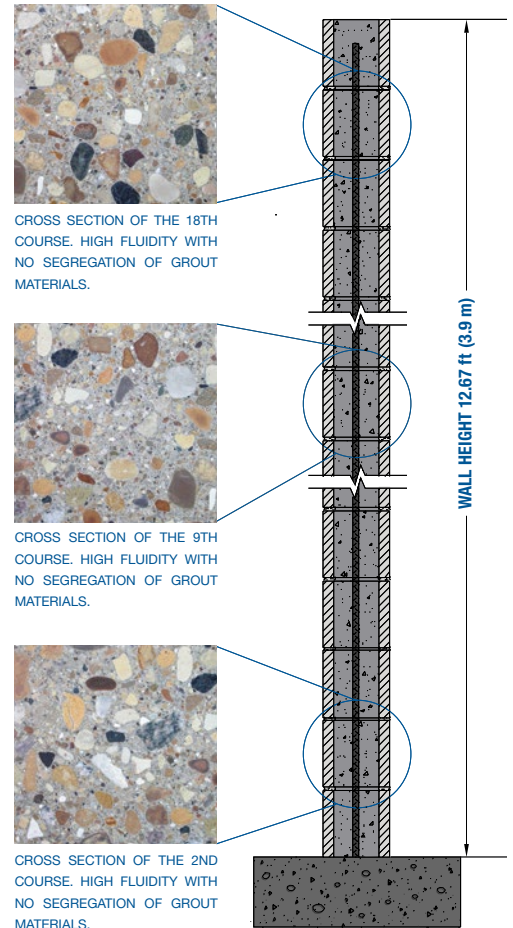 CROSS SECTION OF THE 18TH
COURSE. HIGH FLUIDITY WITH
NO SEGREGATION OF GROUT
MATERIALS.
CROSS SECTION OF THE 9TH
COURSE. HIGH FLUIDITY WITH
NO SEGREGATION OF GROUT
MATERIALS.
CROSS SECTION OF THE 2ND
COURSE. HIGH FLUIDITY WITH
NO SEGREGATION OF GROUT
MATERIALS.
WALL HEIGHT 12.67 ft (3.9 m)